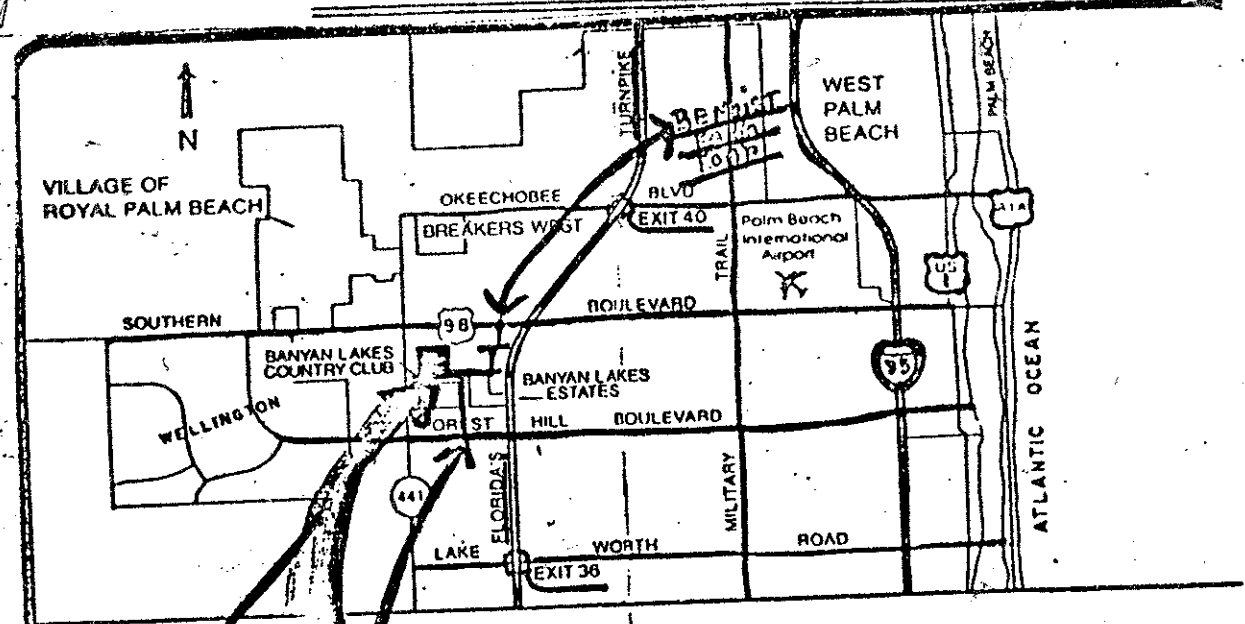 PALM BEACH
TURNPIKE
WEST
PALM
BEACH
N
VILLAGE OF
ROYAL PALM BEACH
OKEECHOBEE BLVD
A1A
BREAKERS WEST
EXIT 40
Palm Beach
International
Airport
TRAIL
US
1
SOUTHERN 98 BOULEVARD
BANYAN LAKES
COUNTRY CLUB
95
BANYAN LAKES
ESTATES
WELLINGTON
OREST HILL BOULEVARD
ATLANTIC OCEAN
441
FLORIDA'S
MILITARY
LAKE WORTH ROAD
EXIT 36